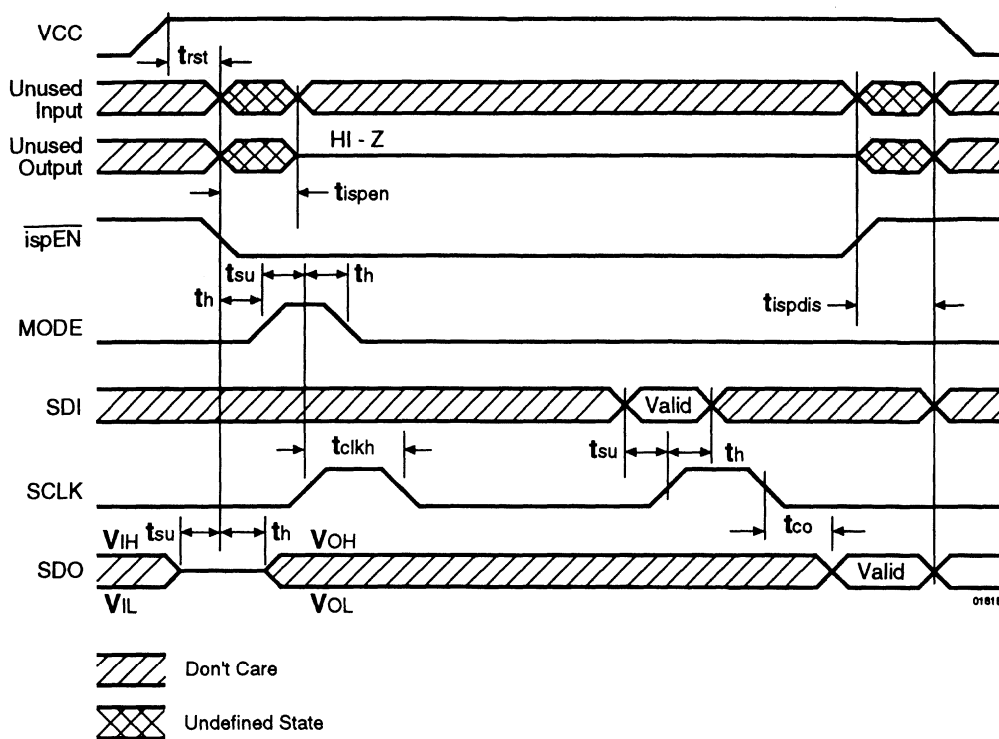 VCC
trst
Unused
Input
Unused
Output
HI - Z
tispen
ispEN
tsu
th
th
tispdis
MODE
SDI
Valid
tclkh
tsu
th
SCLK
tsu
th
tco
VIH
VOH
SDO
Valid
VIL
VOL
Don't Care
Undefined State